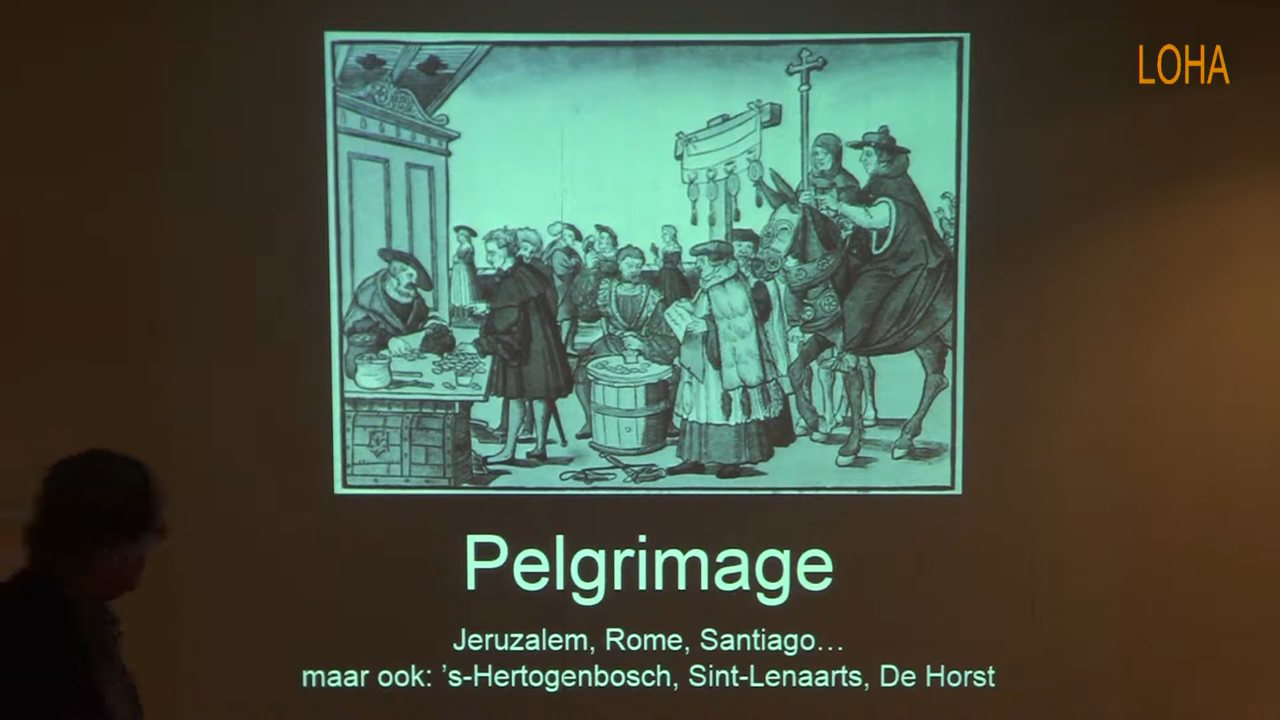 LOHA
Pelgrimage
Jeruzalem, Rome, Santiago…
maar ook: ’s-Hertogenbosch, Sint-Lenaarts, De Horst